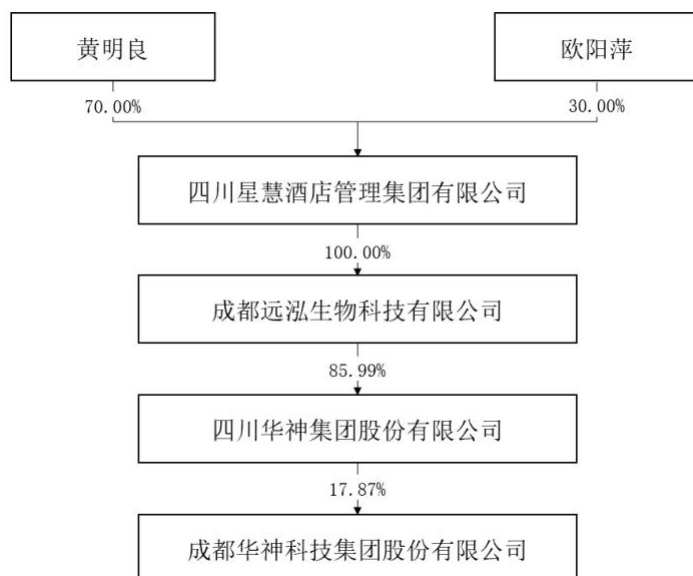 黄明良
欧阳萍
70.00%
30.00%
四川星慧酒店管理集团有限公司
100.00%
成都远泓生物科技有限公司
85.99%
四川华神集团股份有限公司
17.87%
成都华神科技集团股份有限公司